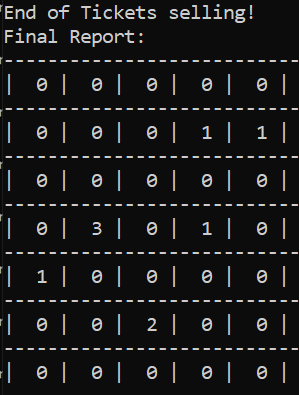 End of Tickets selling!
Final Report:
---------------------------
|  0 |  0 |  0 |  0 |  0 |
---------------------------
|  0 |  0 |  0 |  1 |  1 |
---------------------------
|  0 |  0 |  0 |  0 |  0 |
---------------------------
|  0 |  3 |  0 |  1 |  0 |
---------------------------
|  1 |  0 |  0 |  0 |  0 |
---------------------------
|  0 |  0 |  2 |  0 |  0 |
---------------------------
|  0 |  0 |  0 |  0 |  0 |